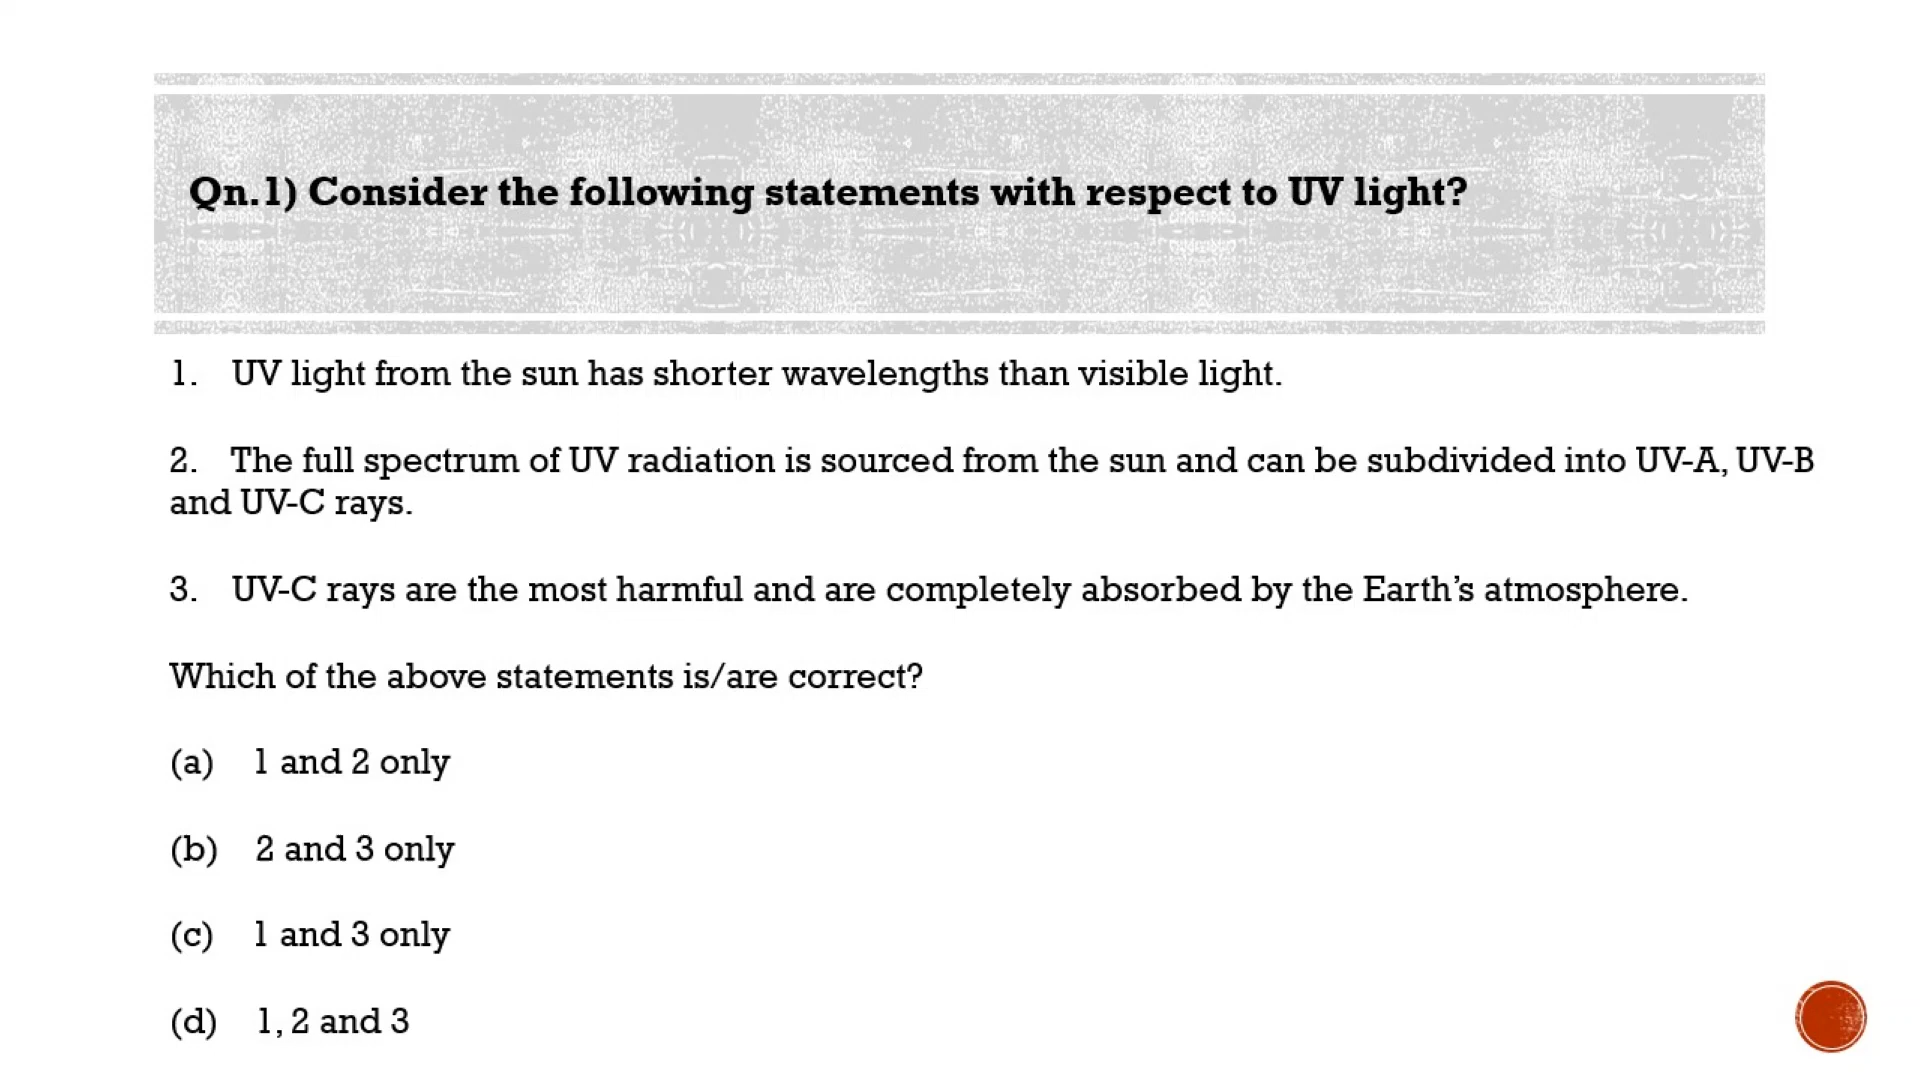 Qn.1) Consider the following statements with respect to UV light?
1. UV light from the sun has shorter wavelengths than visible light.
2. The full spectrum of UV radiation is sourced from the sun and can be subdivided into UV-A, UV-B
and UV-C rays.
3. UV-C rays are the most harmful and are completely absorbed by the Earth’s atmosphere.
Which of the above statements is/are correct?
(a) 1 and 2 only
(b) 2 and 3 only
(c) 1 and 3 only
(d) 1, 2 and 3